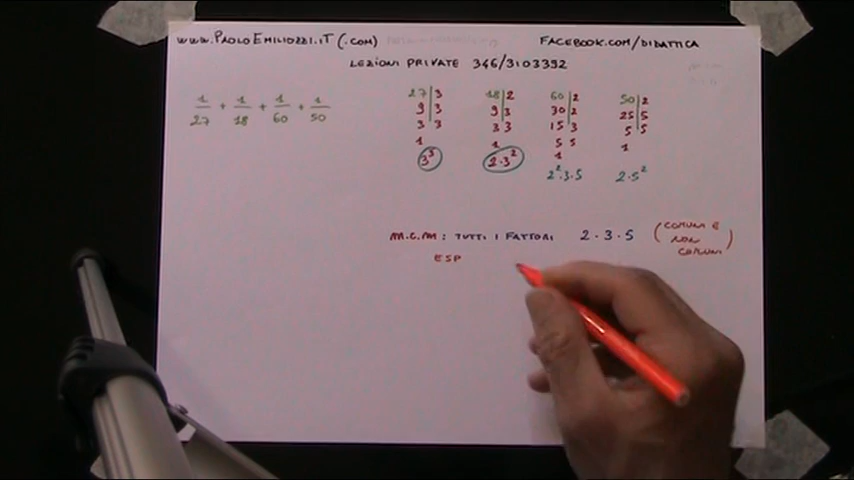 www.PaoloEmiliozzi.iT (.com)
FACEBOOK.COM/DIDATTICA
LEZIONI PRIVATE 346/3103392
1/27 + 1/18 + 1/60 + 1/50
27 | 3
9 | 3
3 | 3
1
3³
18 | 2
9 | 3
3 | 3
1
2·3²
60 | 2
30 | 2
15 | 3
5 | 5
1
2²·3·5
50 | 2
25 | 5
5 | 5
1
2·5²
M.C.M : TUTTI I FATTORI 2·3·5 (COMUNI E
NON
COMUNI)
ESP